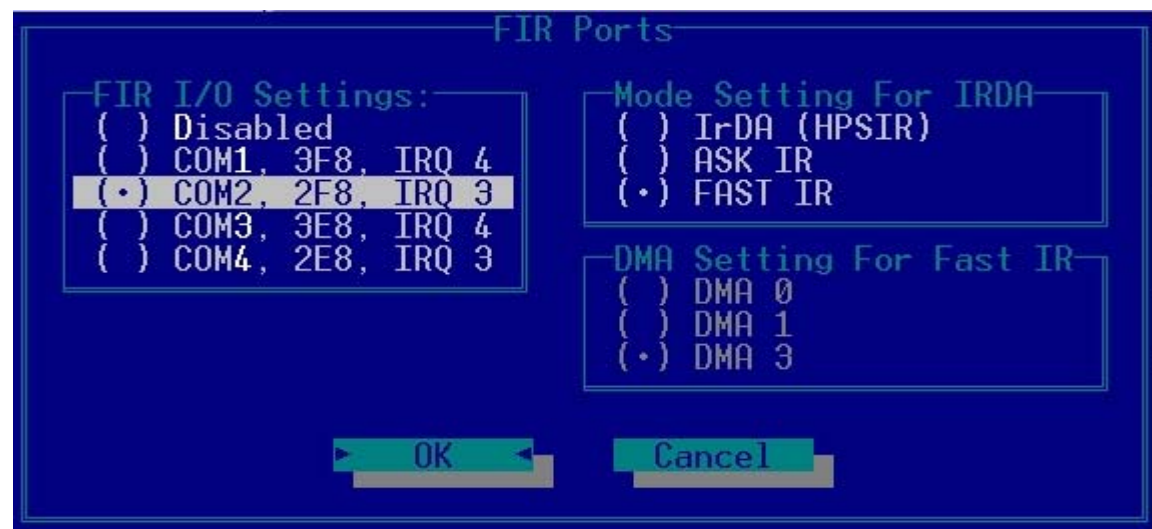 FIR Ports
FIR I/O Settings:
( ) Disabled
( ) COM1, 3F8, IRQ 4
(•) COM2, 2F8, IRQ 3
( ) COM3, 3E8, IRQ 4
( ) COM4, 2E8, IRQ 3
Mode Setting For IRDA
( ) IrDA (HPSIR)
( ) ASK IR
(•) FAST IR
DMA Setting For Fast IR
( ) DMA 0
( ) DMA 1
(•) DMA 3
► OK ◄
Cancel